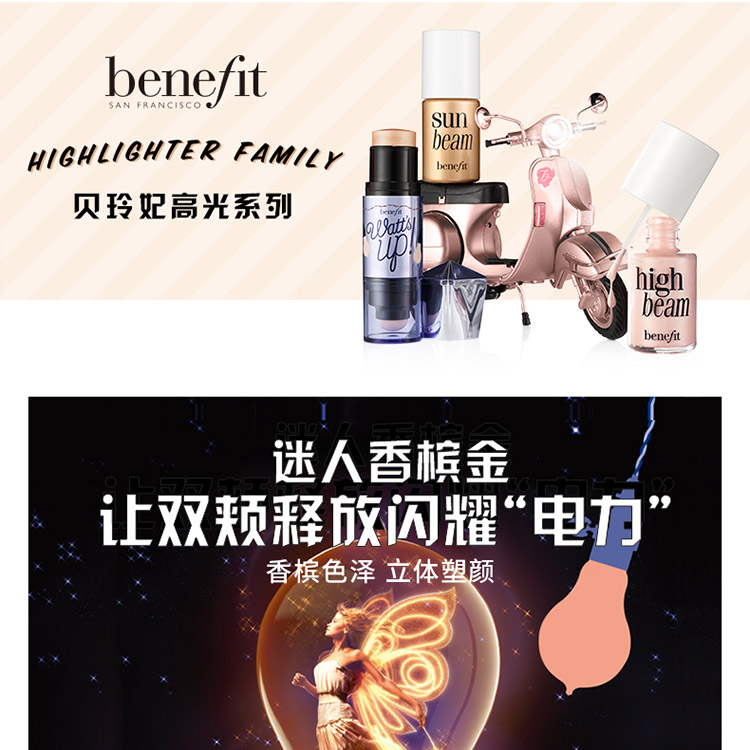 benefit
SAN FRANCISCO
HIGHLIGHTER FAMILY
贝玲妃高光系列
sun
beam
benefit
benefit
Watt's
up!
high
beam
benefit
迷人香槟金
让双颊释放闪耀“电力”
香槟色泽 立体塑颜